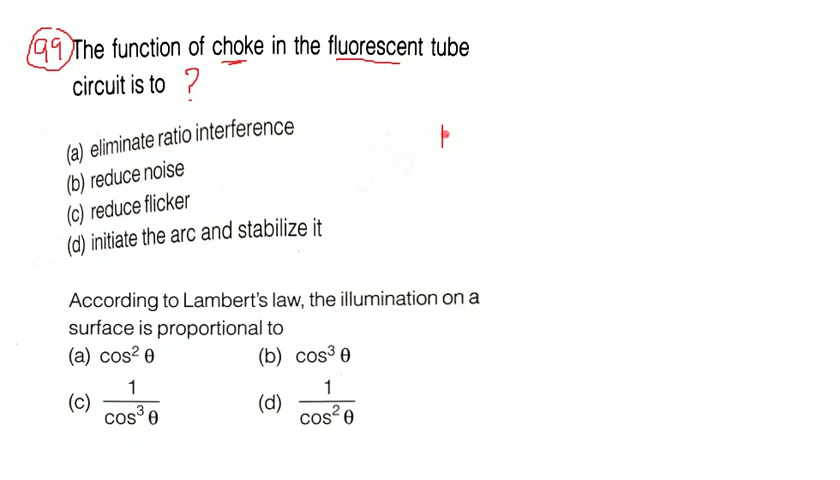 99 The function of choke in the fluorescent tube
circuit is to ?
(a) eliminate ratio interference
(b) reduce noise
(c) reduce flicker
(d) initiate the arc and stabilize it
According to Lambert's law, the illumination on a
surface is proportional to
(a) cos² θ (b) cos³ θ
(c) 1/cos³ θ (d) 1/cos² θ